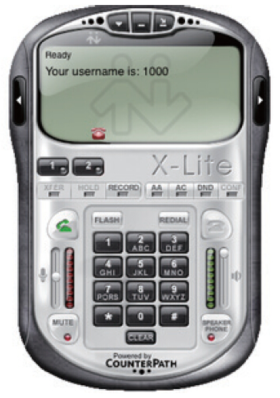 Ready
Your username is: 1000
1 2
X-Lite
XFER HOLD RECORD AA AC DND CONF
FLASH REDIAL
1 2 ABC 3 DEF
4 GHI 5 JKL 6 MNO
7 PQRS 8 TUV 9 WXYZ
* 0 #
MUTE
SPEAKER PHONE
CLEAR
Powered by
COUNTERPATH